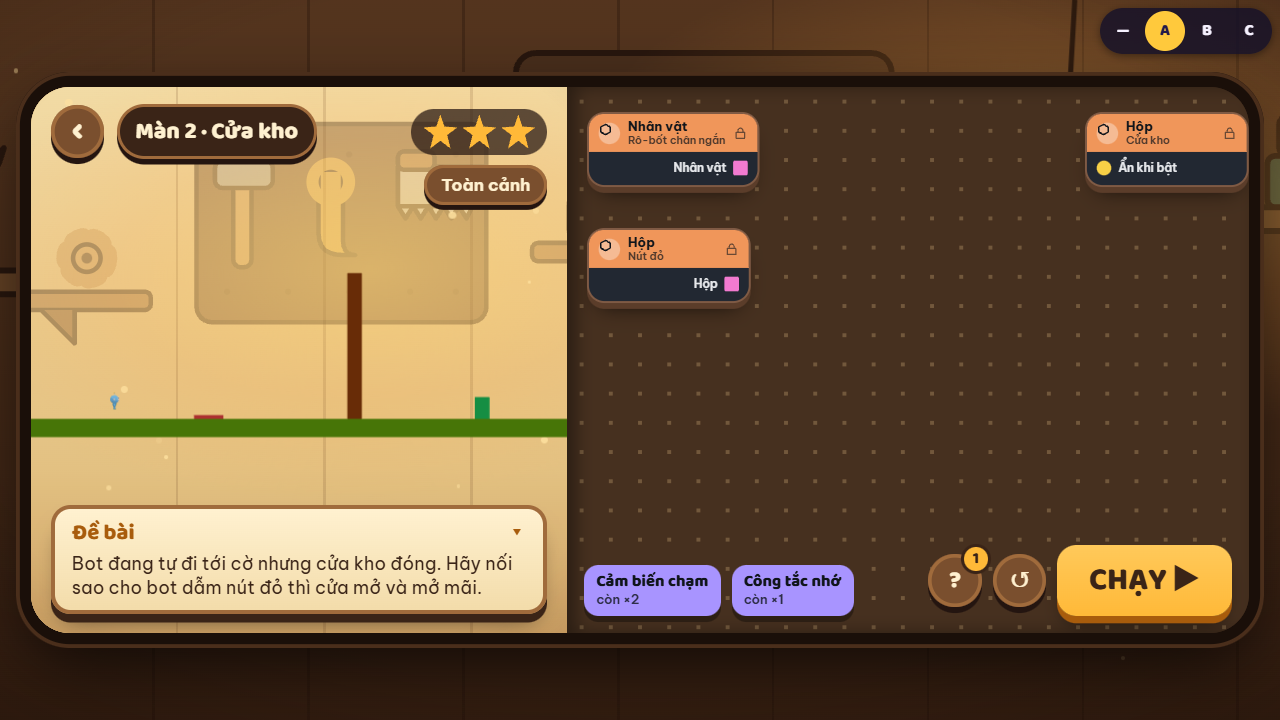 — A B C
Màn 2 • Cửa kho
Toàn cảnh
Nhân vật
Rô-bốt chân ngắn
Nhân vật
Hộp
Cửa kho
Ẩn khi bật
Hộp
Nút đỏ
Hộp
Đề bài
Bot đang tự đi tới cờ nhưng cửa kho đóng. Hãy nối
sao cho bot dẫm nút đỏ thì cửa mở và mở mãi.
Cảm biến chạm
còn ×2
Công tắc nhớ
còn ×1
?
1
CHẠY